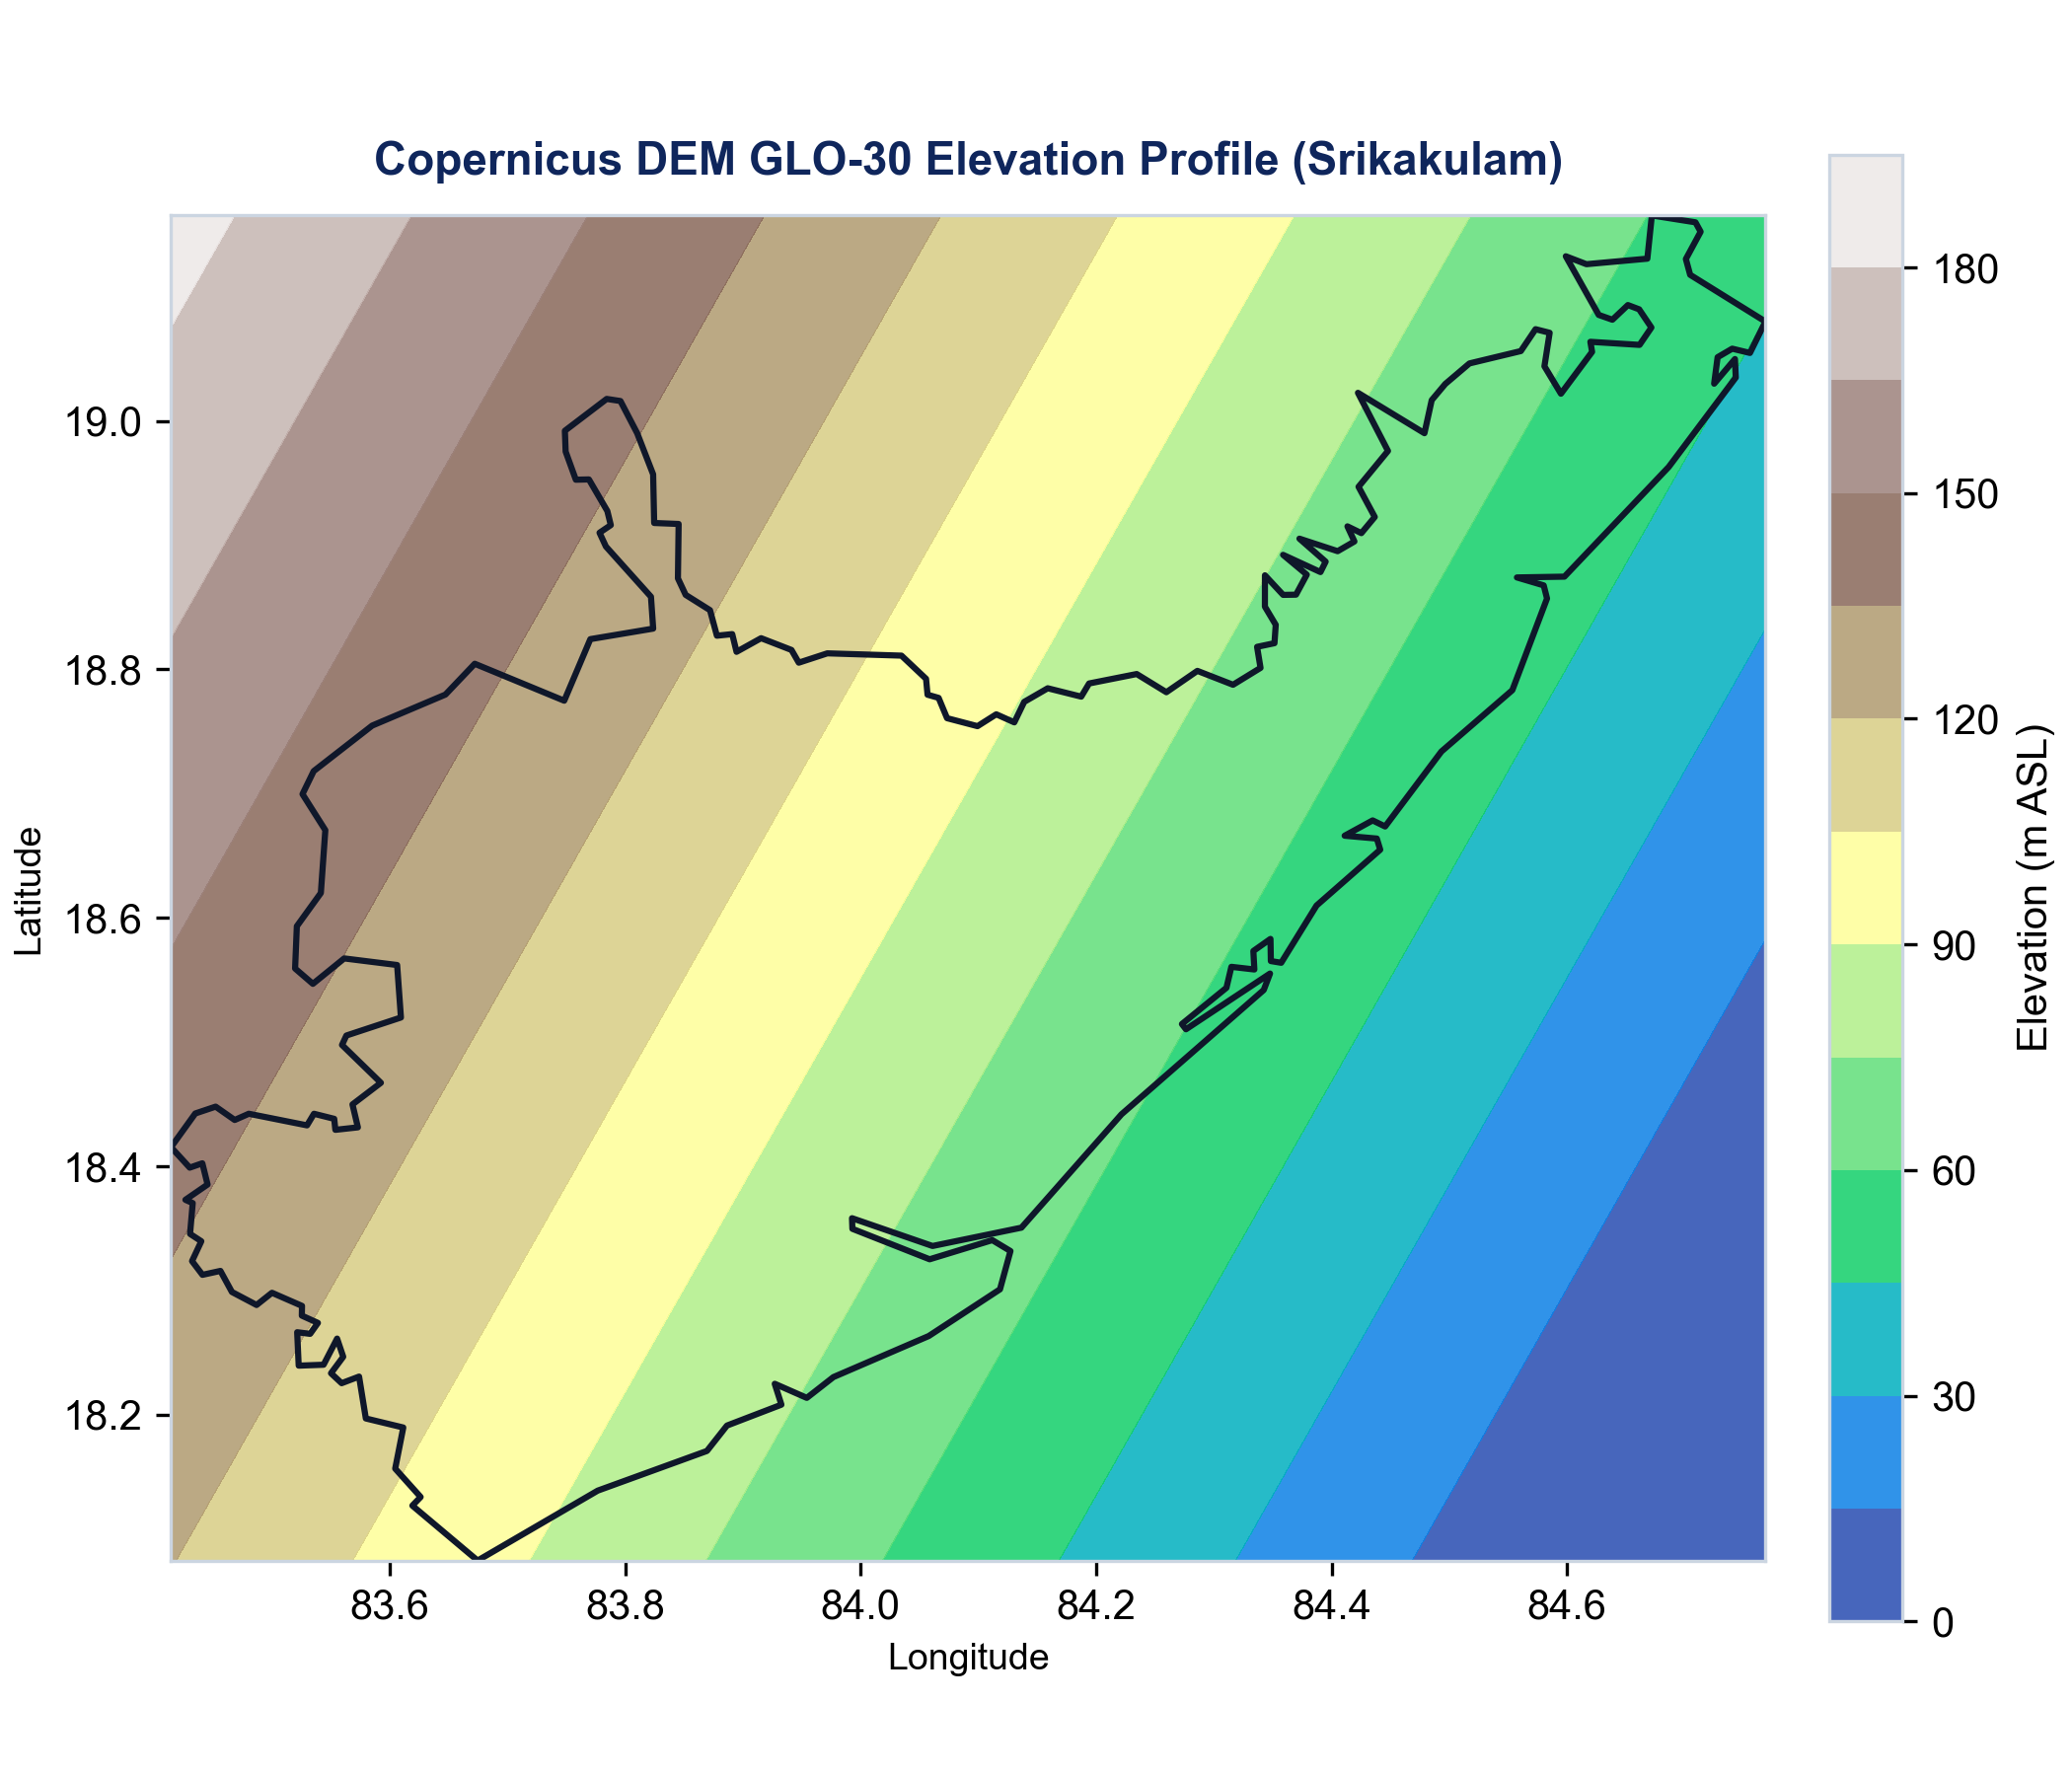 Copernicus DEM GLO-30 Elevation Profile (Srikakulam)
Latitude
19.0
18.8
18.6
18.4
18.2
83.6 83.8 84.0 84.2 84.4 84.6
Longitude
180
150
120
90
60
30
0
Elevation (m ASL)